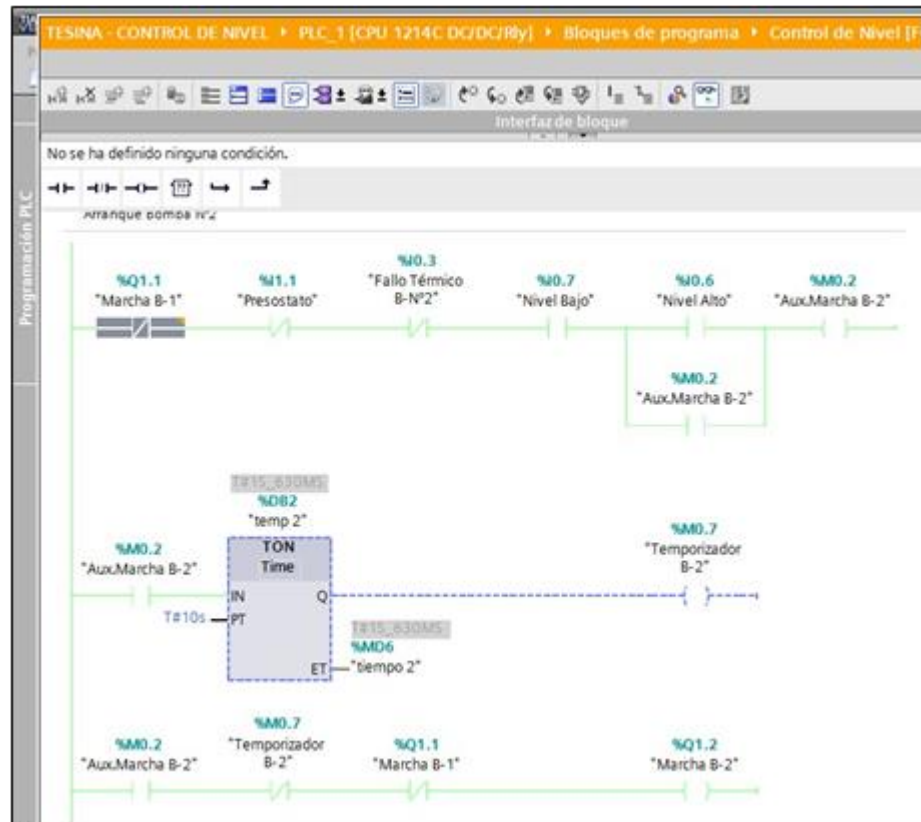 TESINA - CONTROL DE NIVEL ▸ PLC_1 [CPU 1214C DC/DC/Rly] ▸ Bloques de programa ▸ Control de Nivel [F
Interfaz de bloque
No se ha definido ninguna condición.
Programación PLC
Arranque Bomba Nº2
%Q1.1
"Marcha B-1"
%I1.1
"Presostato"
%I0.3
"Fallo Térmico
B-Nº2"
%I0.7
"Nivel Bajo"
%I0.6
"Nivel Alto"
%M0.2
"Aux.Marcha B-2"
%M0.2
"Aux.Marcha B-2"
T#1S_630MS
%DB2
"temp 2"
TON
Time
%M0.2
"Aux.Marcha B-2"
IN
Q
T#10s
PT
ET
T#1S_630MS
%MD6
"tiempo 2"
%M0.7
"Temporizador
B-2"
%M0.2
"Aux.Marcha B-2"
%M0.7
"Temporizador
B-2"
%Q1.1
"Marcha B-1"
%Q1.2
"Marcha B-2"